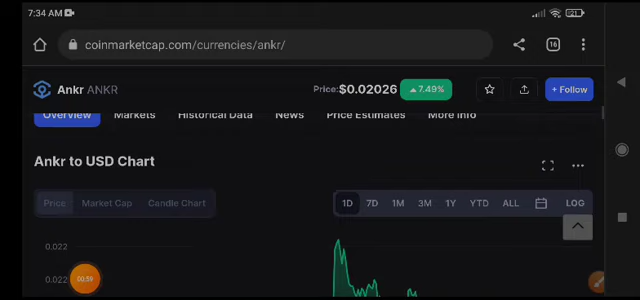 7:34 AM
21
coinmarketcap.com/currencies/ankr/
16
Ankr ANKR
Price:$0.02026
7.49%
+ Follow
Overview Markets Historical Data News Price Estimates More Info
Ankr to USD Chart
Price Market Cap Candle Chart
1D 7D 1M 3M 1Y YTD ALL LOG
0.022
0.022
00:59